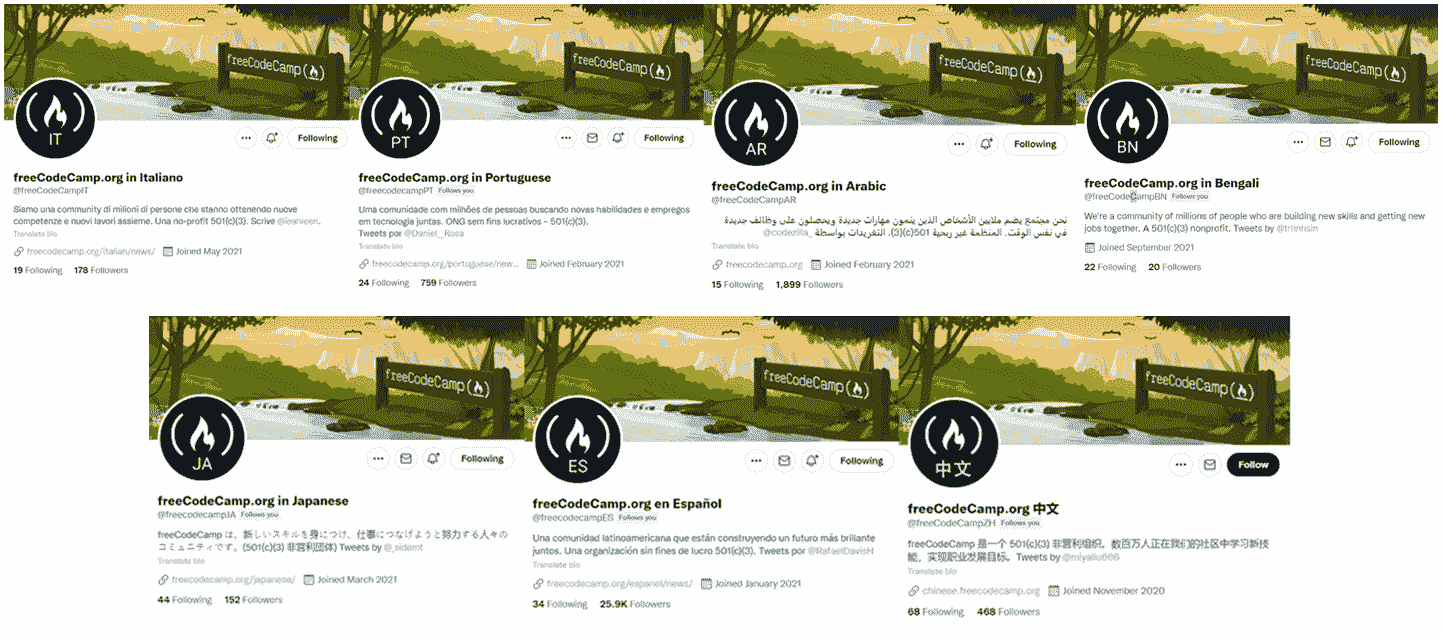 freeCodeCamp(🔥)
IT
Following
freeCodeCamp.org in Italiano
@freeCodeCampIT
Siamo una community di milioni di persone che stanno ottenendo nuove
competenze e nuovi lavori assieme. Una no-profit 501(c)(3). Scrive @ieahleen.
Translate bio
freecodecamp.org/italian/news/ Joined May 2021
19 Following 178 Followers
freeCodeCamp(🔥)
PT
Following
freeCodeCamp.org in Portuguese
@freecodecampPT Follows you
Uma comunidade com milhões de pessoas buscando novas habilidades e empregos
em tecnologia juntas. ONG sem fins lucrativos – 501(c)(3).
Tweets por @Daniel__Rosa
Translate bio
freecodecamp.org/portuguese/new... Joined February 2021
24 Following 759 Followers
freeCodeCamp(🔥)
AR
Following
freeCodeCamp.org in Arabic
@freeCodeCampAR
نحن مجتمع يضم ملايين الأشخاص الذين ينمون مهارات جديدة ويحصلون على وظائف جديدة
في نفس الوقت. المنظمة غير ربحية 501(c)(3). التغريدات بواسطة @codezilla_
Translate bio
freecodecamp.org Joined February 2021
15 Following 1,899 Followers
freeCodeCamp(🔥)
BN
Following
freeCodeCamp.org in Bengali
@freeCodeCampBN Follows you
We're a community of millions of people who are building new skills and getting new
jobs together. A 501(c)(3) nonprofit. Tweets by
Joined September 2021
22 Following 20 Followers
freeCodeCamp(🔥)
JA
Following
freeCodeCamp.org in Japanese
@freecodecampJA Follows you
freeCodeCamp は、新しいスキルを身につけ、仕事につなげようと努力する人々の
コミュニティです。(501(c)(3) 非営利団体) Tweets by @_sidemt
Translate bio
freecodecamp.org/japanese/ Joined March 2021
44 Following 152 Followers
freeCodeCamp(🔥)
ES
Following
freeCodeCamp.org en Español
@freecodecampES Follows you
Una comunidad latinoamericana que están construyendo un futuro más brillante
juntos. Una organización sin fines de lucro 501(c)(3). Tweets por @RafaelDavisH
Translate bio
freecodecamp.org/espanol/news/ Joined January 2021
34 Following 25.9K Followers
freeCodeCamp(🔥)
中文
Follow
freeCodeCamp.org 中文
@freeCodeCampZH Follows you
freeCodeCamp 是一个 501(c)(3) 非营利组织。数百万人正在我们的社区中学习新技
能，实现职业发展目标。Tweets by @miyaliu666
Translate bio
chinese.freecodecamp.org Joined November 2020
68 Following 468 Followers